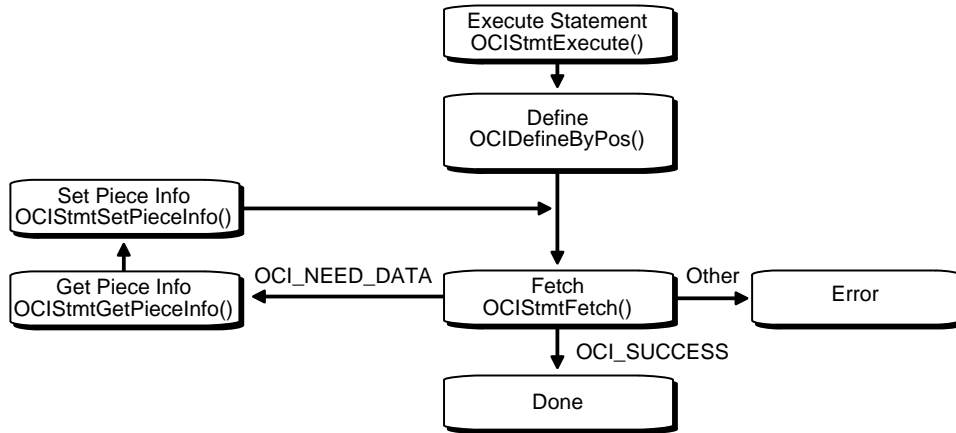 Execute Statement
OCIStmtExecute()
Define
OCIDefineByPos()
Set Piece Info
OCIStmtSetPieceInfo()
Get Piece Info
OCIStmtGetPieceInfo()
OCI_NEED_DATA
Fetch
OCIStmtFetch()
Other
Error
OCI_SUCCESS
Done